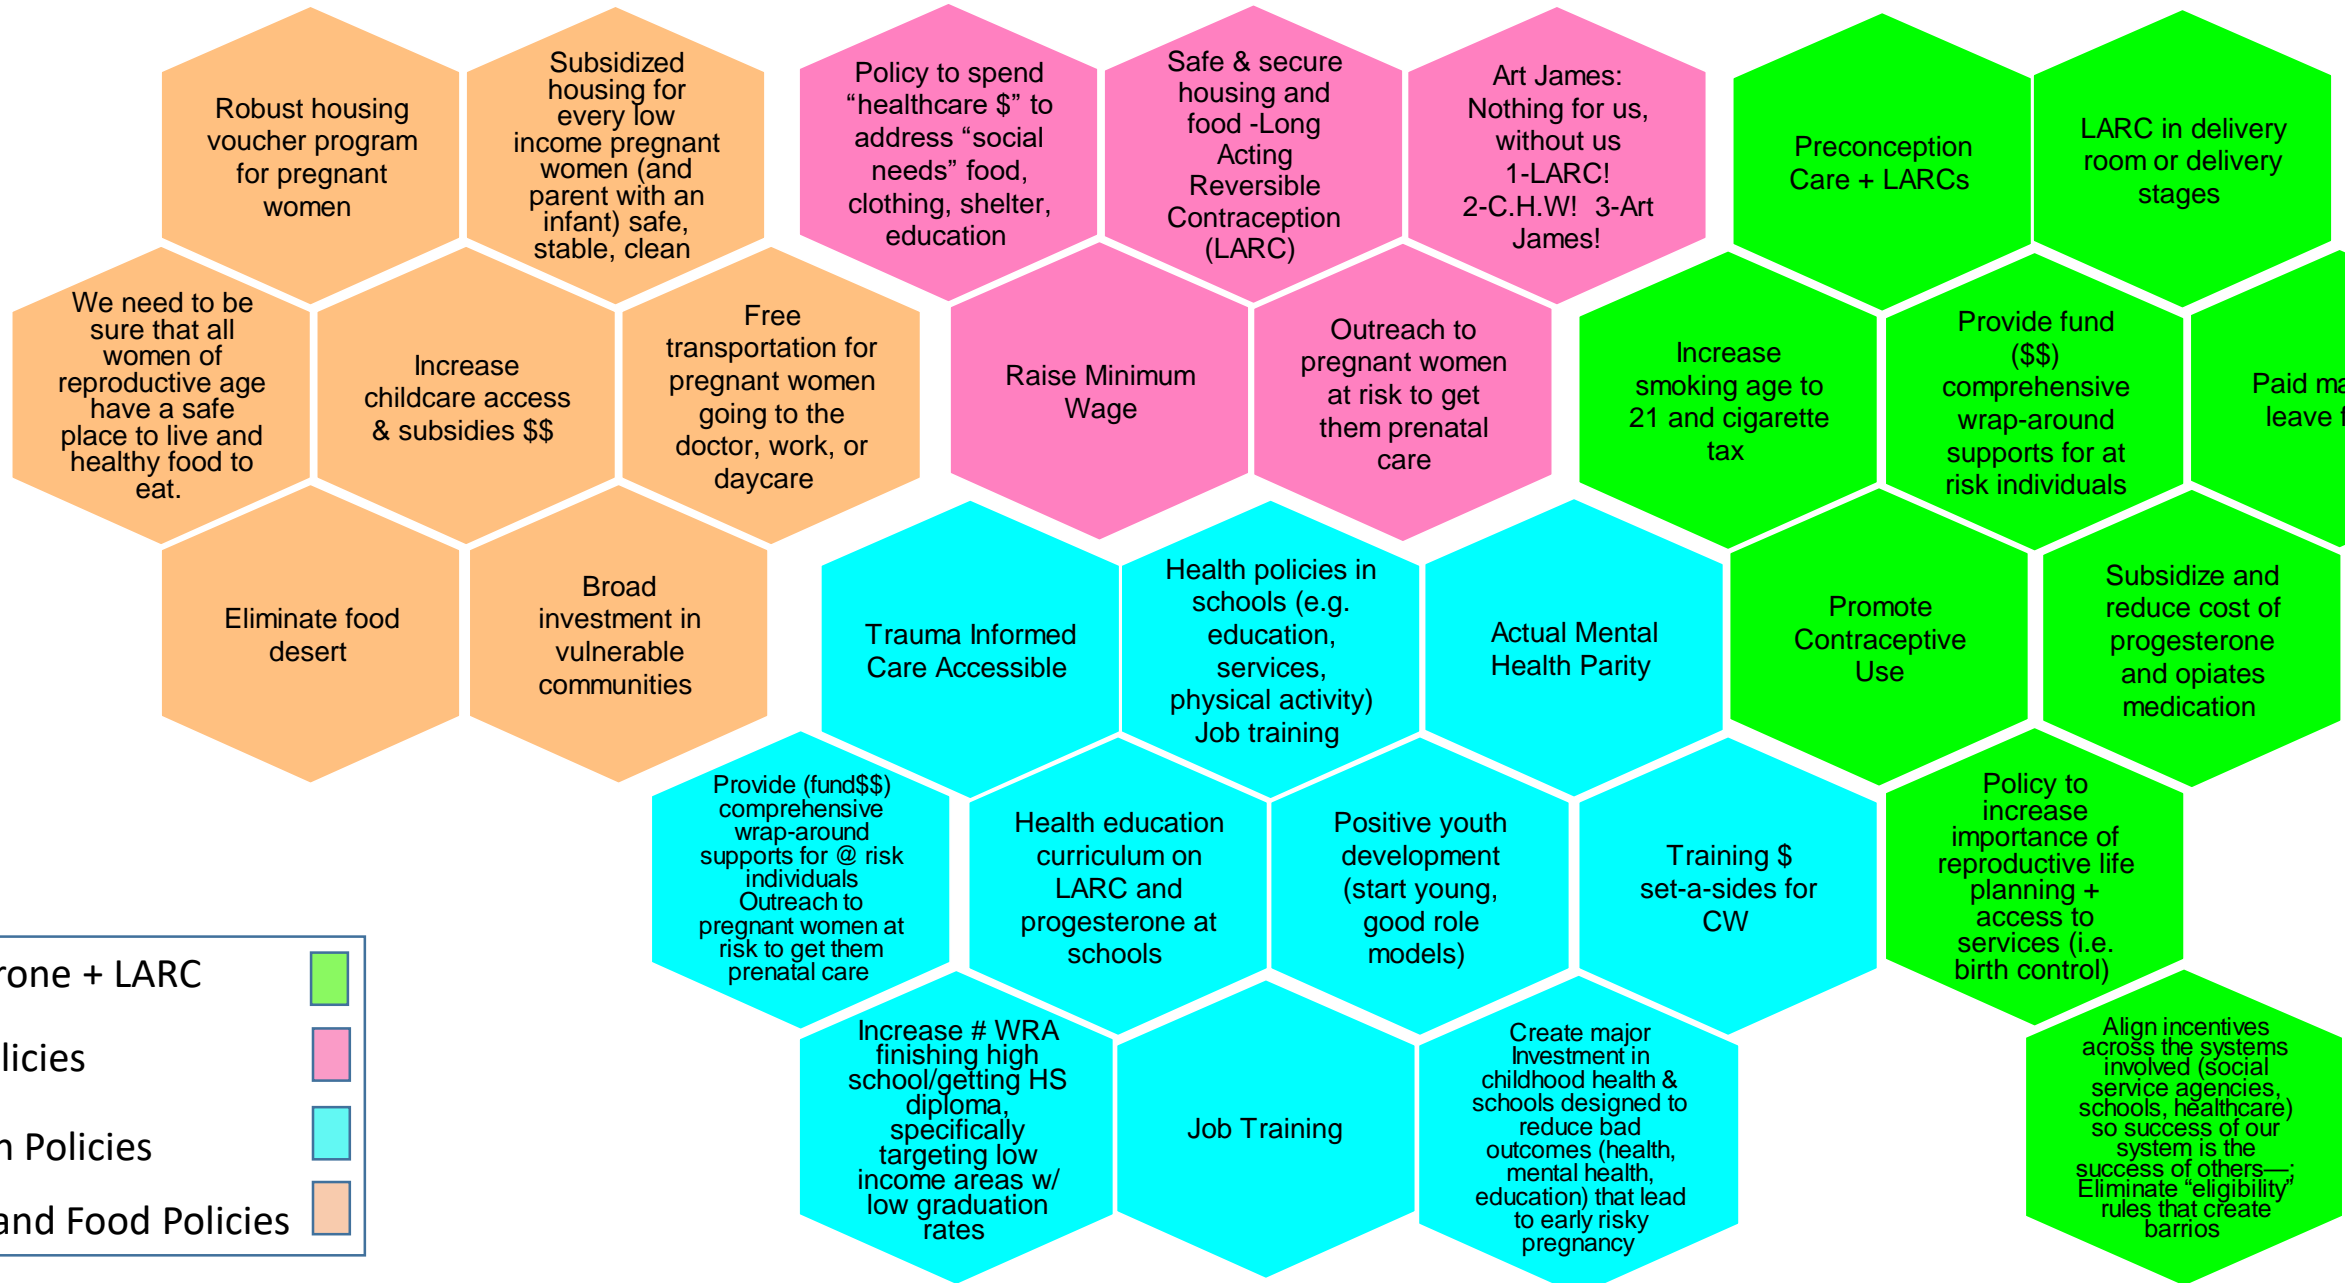 Robust housing
voucher program
for pregnant
women
Subsidized
housing for
every low
income pregnant
women (and
parent with an
infant) safe,
stable, clean
We need to be
sure that all
women of
reproductive age
have a safe
place to live and
healthy food to
eat.
Increase
childcare access
& subsidies $$
Free
transportation for
pregnant women
going to the
doctor, work, or
daycare
Eliminate food
desert
Broad
investment in
vulnerable
communities
Policy to spend
“healthcare $” to
address “social
needs” food,
clothing, shelter,
education
Safe & secure
housing and
food -Long
Acting
Reversible
Contraception
(LARC)
Art James:
Nothing for us,
without us
1-LARC!
2-C.H.W! 3-Art
James!
Raise Minimum
Wage
Outreach to
pregnant women
at risk to get
them prenatal
care
Preconception
Care + LARCs
LARC in delivery
room or delivery
stages
Increase
smoking age to
21 and cigarette
tax
Provide fund
($$)
comprehensive
wrap-around
supports for at
risk individuals
Paid
leave
Promote
Contraceptive
Use
Subsidize and
reduce cost of
progesterone
and opiates
medication
Policy to
increase
importance of
reproductive life
planning +
access to
services (i.e.
birth control)
Align incentives
across the systems
involved (social
service agencies,
schools, healthcare)
so success of our
system is the
success of others—;
Eliminate “eligibility”
rules that create
barrios
Trauma Informed
Care Accessible
Health policies in
schools (e.g.
education,
services,
physical activity)
Job training
Actual Mental
Health Parity
Provide (fund$$)
comprehensive
wrap-around
supports for @ risk
individuals
Outreach to
pregnant women at
risk to get them
prenatal care
Health education
curriculum on
LARC and
progesterone at
schools
Positive youth
development
(start young,
good role
models)
Training $
set-a-sides for
CW
Increase # WRA
finishing high
school/getting HS
diploma,
specifically
targeting low
income areas w/
low graduation
rates
Job Training
Create major
Investment in
childhood health &
schools designed to
reduce bad
outcomes (health,
mental health,
education) that lead
to early risky
pregnancy
rone + LARC
licies
n Policies
and Food Policies